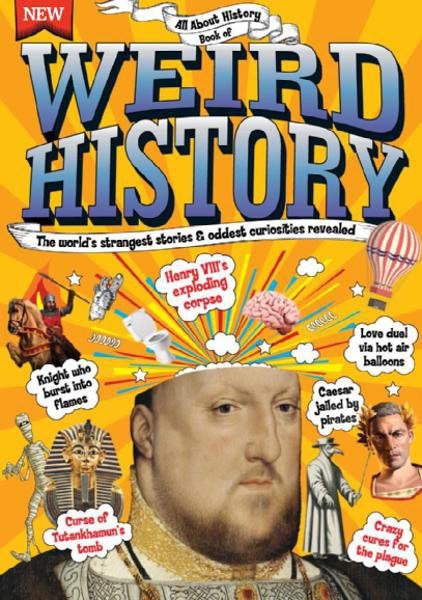 NEW
All About History
Book of
WEIRD
HISTORY
The world's strangest stories & oddest curiosities revealed
Henry VIII's
exploding
corpse
Love duel
via hot air
balloons
Knight who
burst into
flames
Caesar
jailed by
pirates
Curse of
Tutankhamun's
tomb
Crazy
cures for
the plague